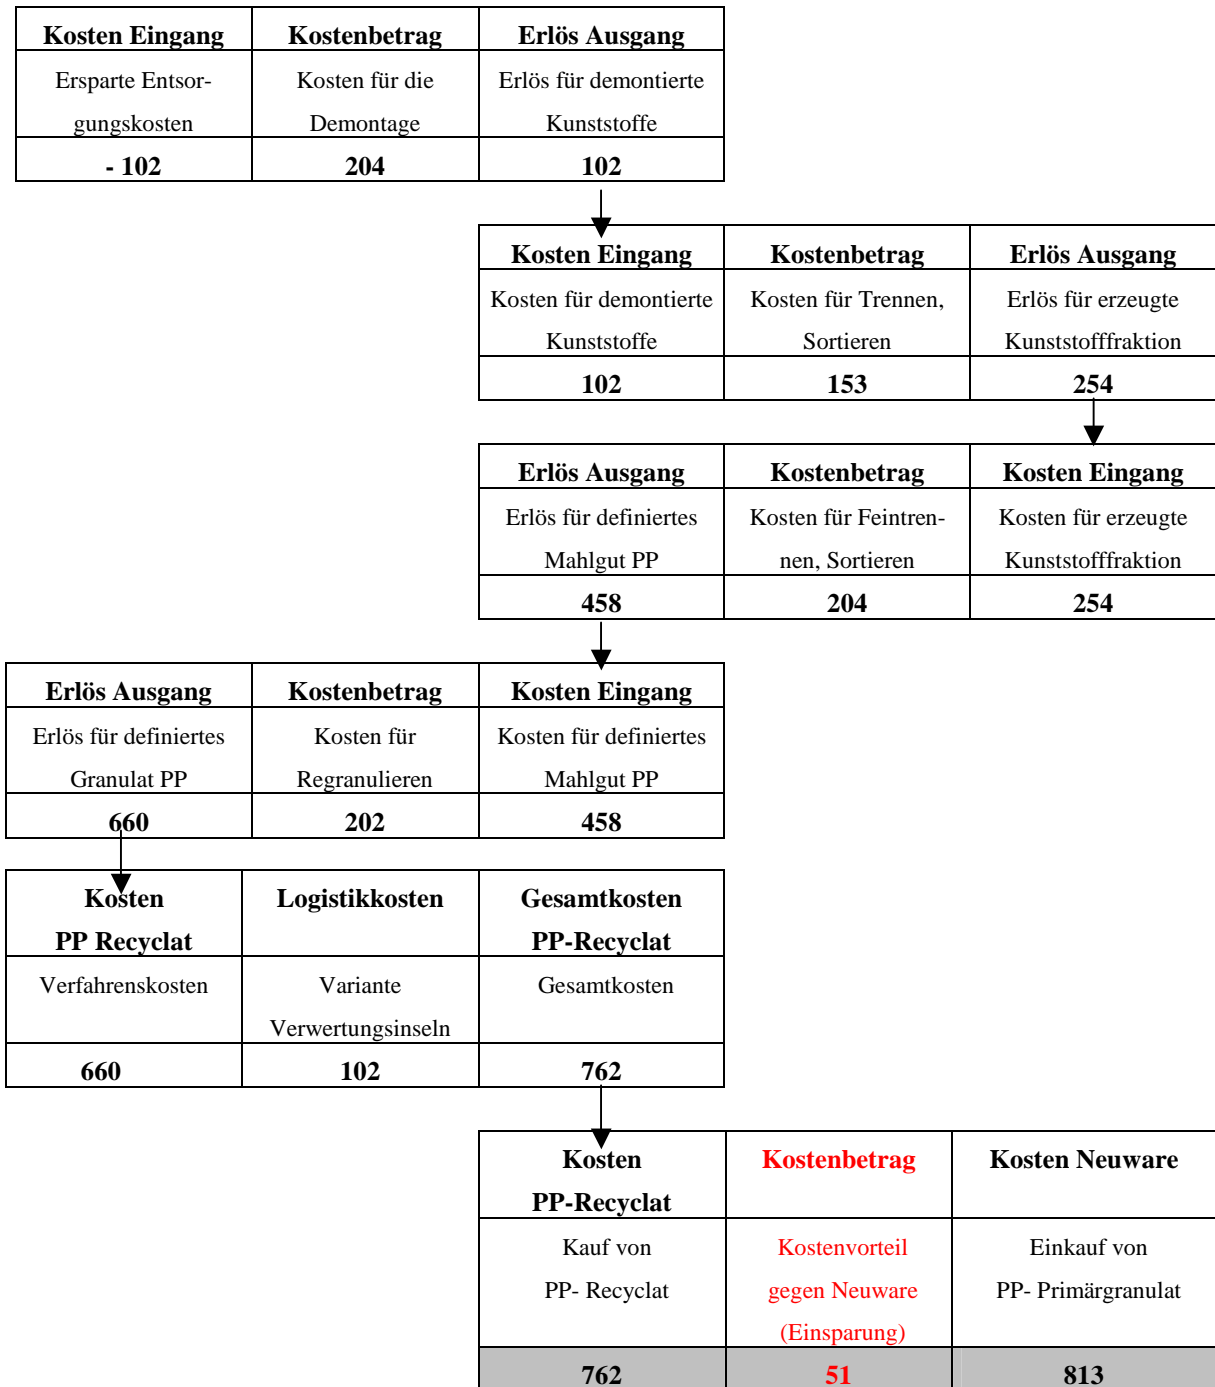 Kosten Eingang Kostenbetrag Erlös Ausgang
Ersparte Entsor- Kosten für die Erlös für demontierte
gungskosten Demontage Kunststoffe
- 102 204 102
Kosten Eingang Kostenbetrag Erlös Ausgang
Kosten für demontierte Kosten für Trennen, Erlös für erzeugte
Kunststoffe Sortieren Kunstofffraktion
102 153 254
Erlös Ausgang Kostenbetrag Kosten Eingang
Erlös für definiertes Kosten für Feintren- Kosten für erzeugte
Mahlgut PP nen, Sortieren Kunstofffraktion
458 204 254
Erlös Ausgang Kostenbetrag Kosten Eingang
Erlös für definiertes Kosten für Kosten für definiertes
Granulat PP Regranulieren Mahlgut PP
660 202 458
Kosten Logistikkosten Gesamtkosten
PP Recyclat PP-Recyclat
Verfahrenskosten Variante Gesamtkosten
Verwertungsinseln
660 102 762
Kosten Kostenbetrag Kosten Neuware
PP-Recyclat
Kauf von Kostenvorteil Einkauf von
PP- Recyclat gegen Neuware PP- Primärgranulat
(Einsparung)
762 51 813